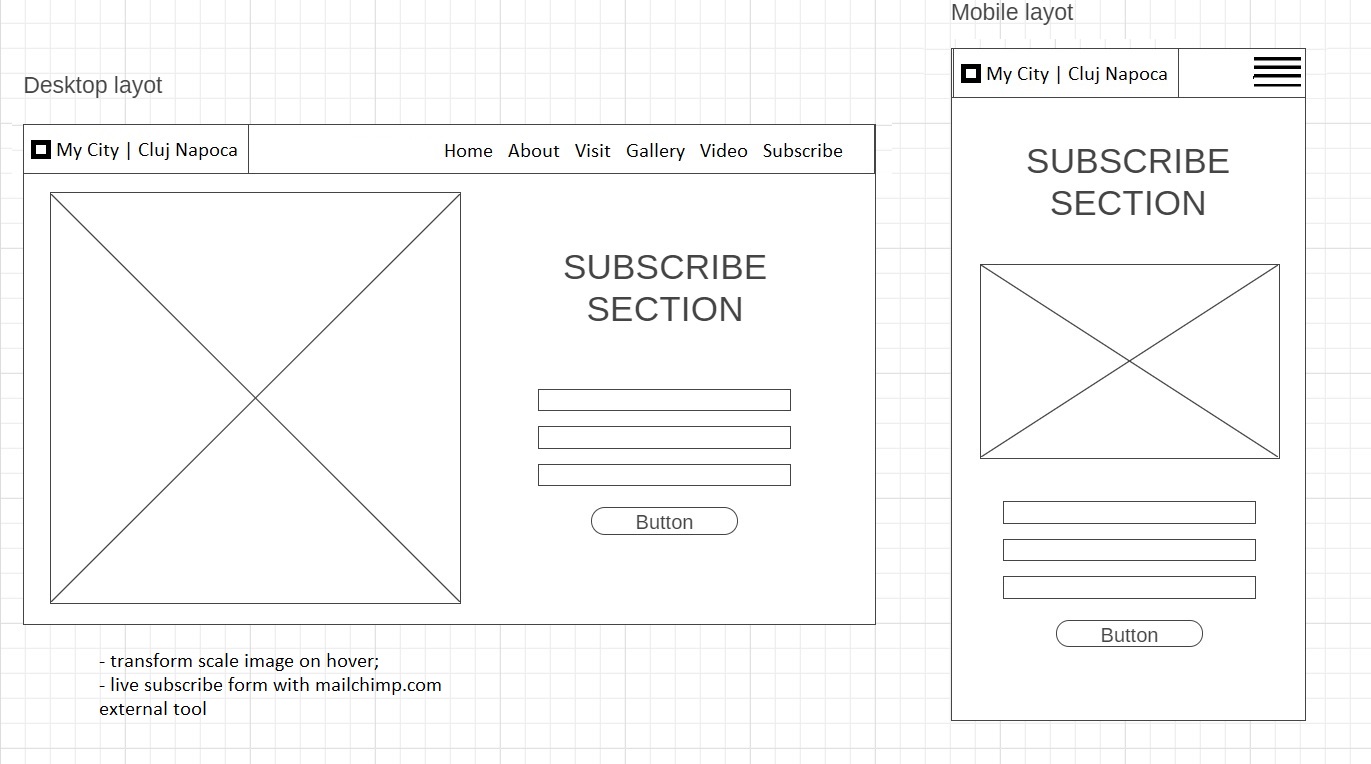 Desktop layot
My City | Cluj Napoca
Home About Visit Gallery Video Subscribe
SUBSCRIBE
SECTION
Button
- transform scale image on hover;
- live subscribe form with mailchimp.com
external tool
Mobile layot
My City | Cluj Napoca
SUBSCRIBE
SECTION
Button